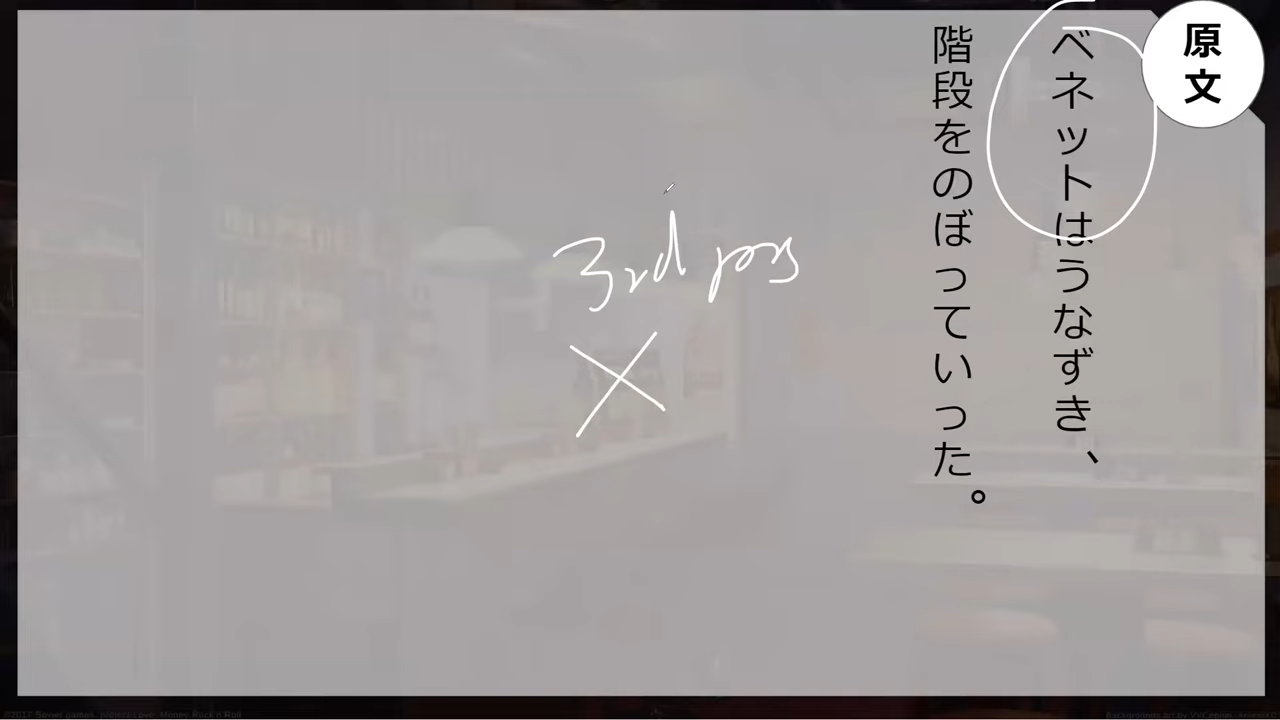 原文
ベネットはうなずき、
階段をのぼっていった。
3rd pers